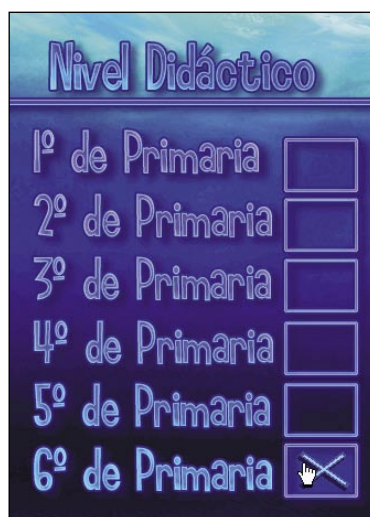 Nivel Didáctico
1º de Primaria
2º de Primaria
3º de Primaria
4º de Primaria
5º de Primaria
6º de Primaria